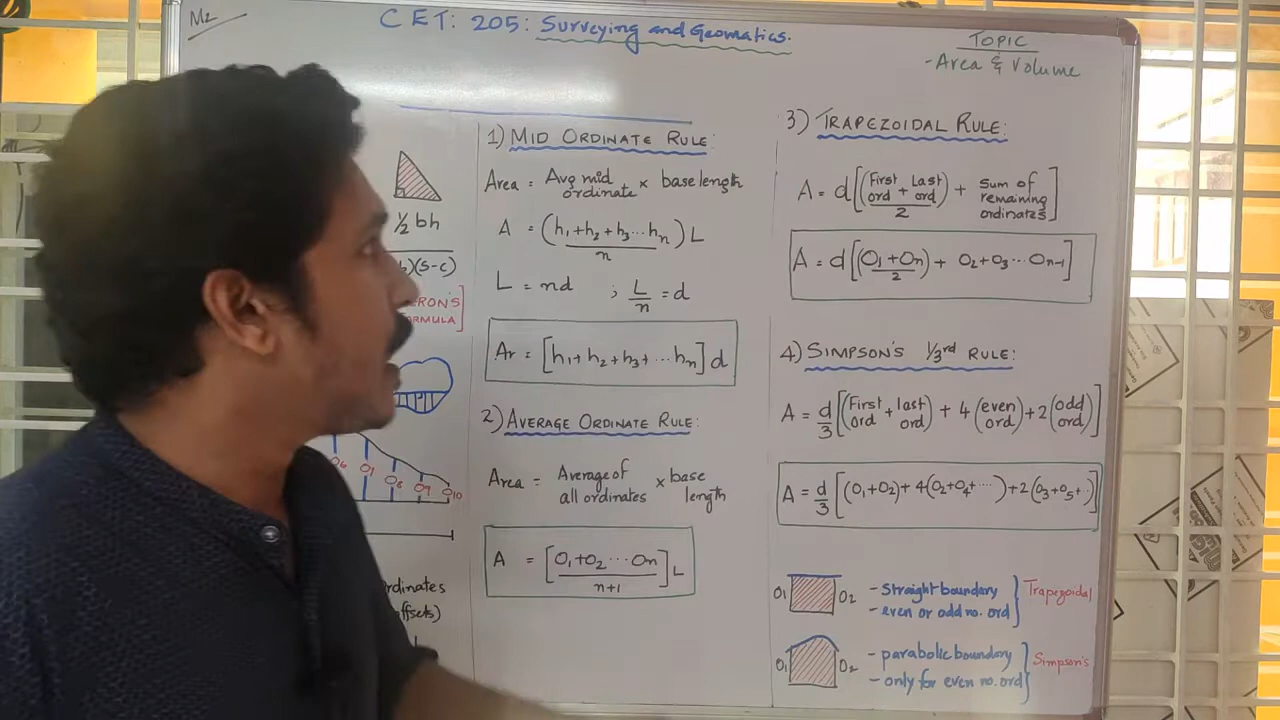 M2
CET: 205: Surveying and Geomatics.
TOPIC
- Area & Volume
½ bh
)(S-c)
ERON'S
ORMULA]
O6 O7 O8 O9 O10
rdinates
offsets)
1) MID ORDINATE RULE:
Area = Avg mid ordinate × base length
A = (h1+h2+h3...hn / n) L
L = nd ; L/n = d
Ar = [h1+h2+h3+...hn] d
2) AVERAGE ORDINATE RULE:
Area = Average of all ordinates × base length
A = [O1+O2...On / n+1] L
3) TRAPEZOIDAL RULE:
A = d[(First ord + Last ord / 2) + Sum of remaining ordinates]
A = d[(O1+On / 2) + O2+O3...On-1]
4) SIMPSON'S 1/3rd RULE:
A = d/3[(First ord + last ord) + 4(even ord) + 2(odd ord)]
A = d/3[(O1+O2)+4(O2+O4+....)+2(O3+O5+..]
O1 O2 - Straight boundary
- even or odd no. ord } Trapezoidal
O1 O2 - parabolic boundary
- only for even no. ord } Simpson's